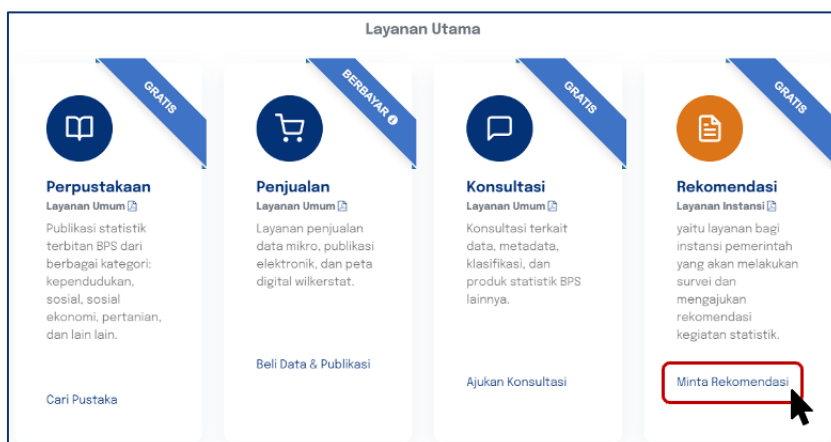 Layanan Utama
GRATIS
Perpustakaan
Layanan Umum
Publikasi statistik
terbitan BPS dari
berbagai kategori:
kependudukan,
sosial, sosial
ekonomi, pertanian,
dan lain lain.
Cari Pustaka
BERBAYAR
Penjualan
Layanan Umum
Layanan penjualan
data mikro, publikasi
elektronik, dan peta
digital wilkerstat.
Beli Data & Publikasi
GRATIS
Konsultasi
Layanan Umum
Konsultasi terkait
data, metadata,
klasifikasi, dan
produk statistik BPS
lainnya.
Ajukan Konsultasi
GRATIS
Rekomendasi
Layanan Instansi
yaitu layanan bagi
instansi pemerintah
yang akan melakukan
survei dan
mengajukan
rekomendasi
kegiatan statistik.
Minta Rekomendasi